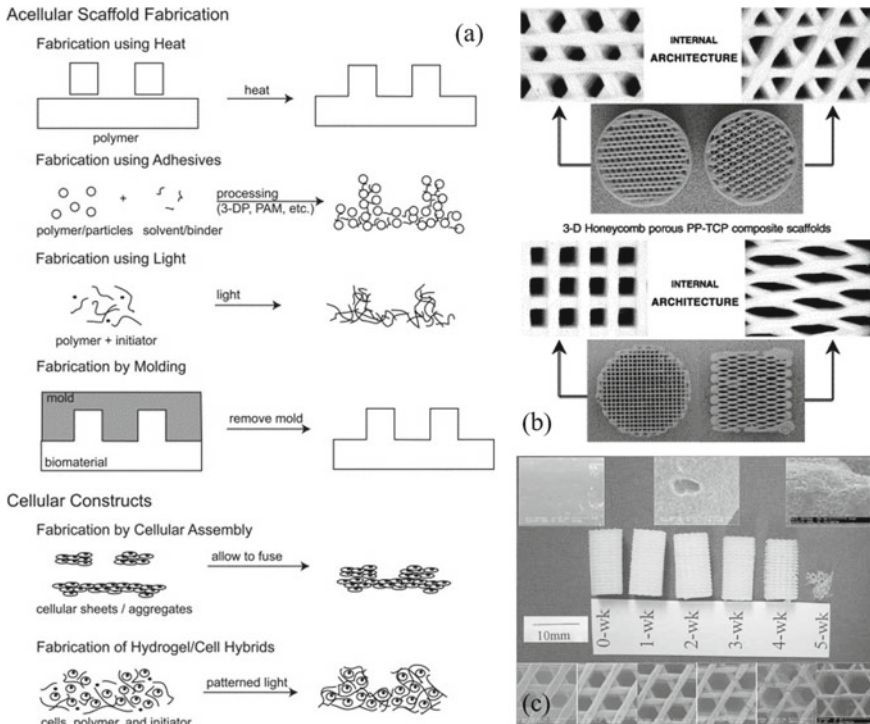 Acellular Scaffold Fabrication
(a)
Fabrication using Heat
heat
polymer
Fabrication using Adhesives
+
processing
(3-DP, PAM, etc.)
polymer/particles
solvent/binder
Fabrication using Light
light
polymer + initiator
Fabrication by Molding
mold
remove mold
biomaterial
Cellular Constructs
Fabrication by Cellular Assembly
allow to fuse
cellular sheets / aggregates
Fabrication of Hydrogel/Cell Hybrids
patterned light
cells, polymer, and initiator
INTERNAL
ARCHITECTURE
3-D Honeycomb porous PP-TCP composite scaffolds
INTERNAL
ARCHITECTURE
(b)
10mm
0-wk
1-wk
2-wk
3-wk
4-wk
5-wk
(c)